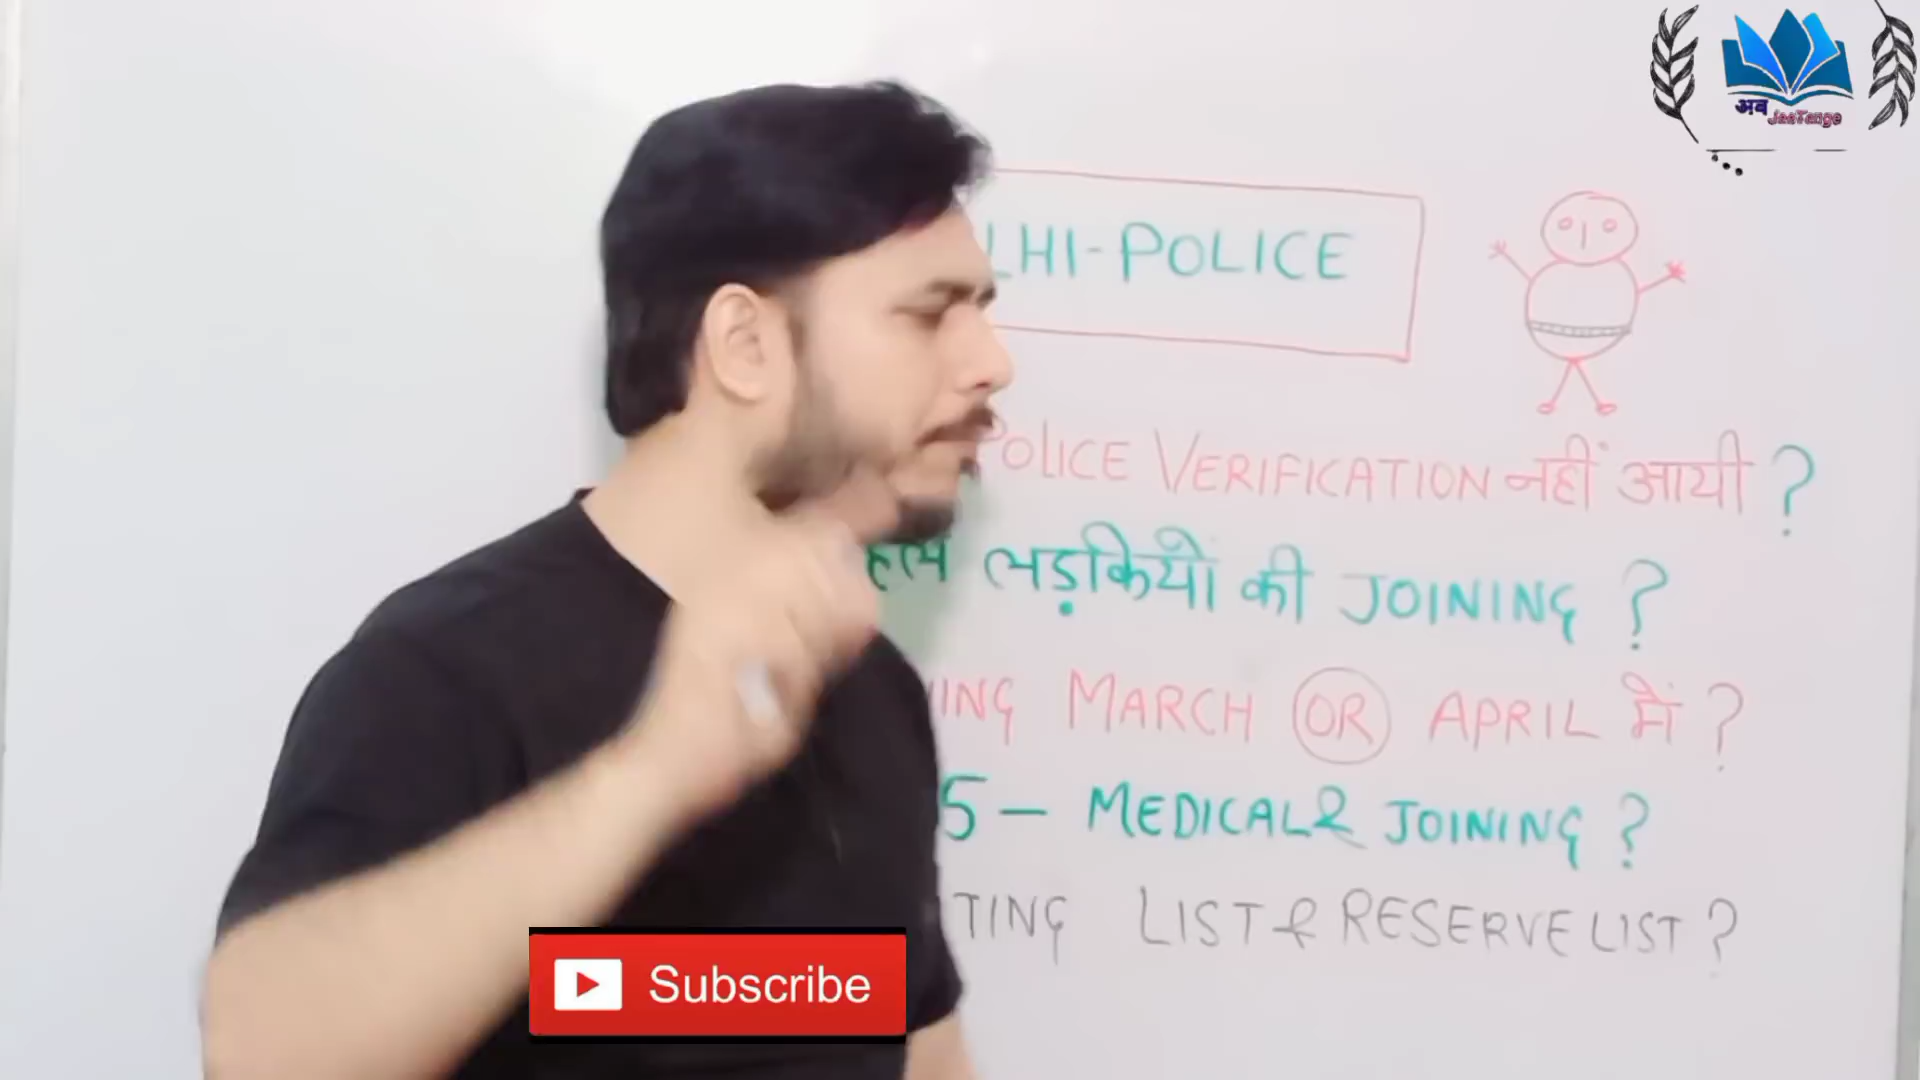 अब
JeeTenge
LHI-POLICE
POLICE VERIFICATION नहीं आयी ?
लड़कियों की JOINING ?
ING MARCH OR APRIL में ?
5 - MEDICAL & JOINING ?
TING LIST & RESERVE LIST ?
Subscribe